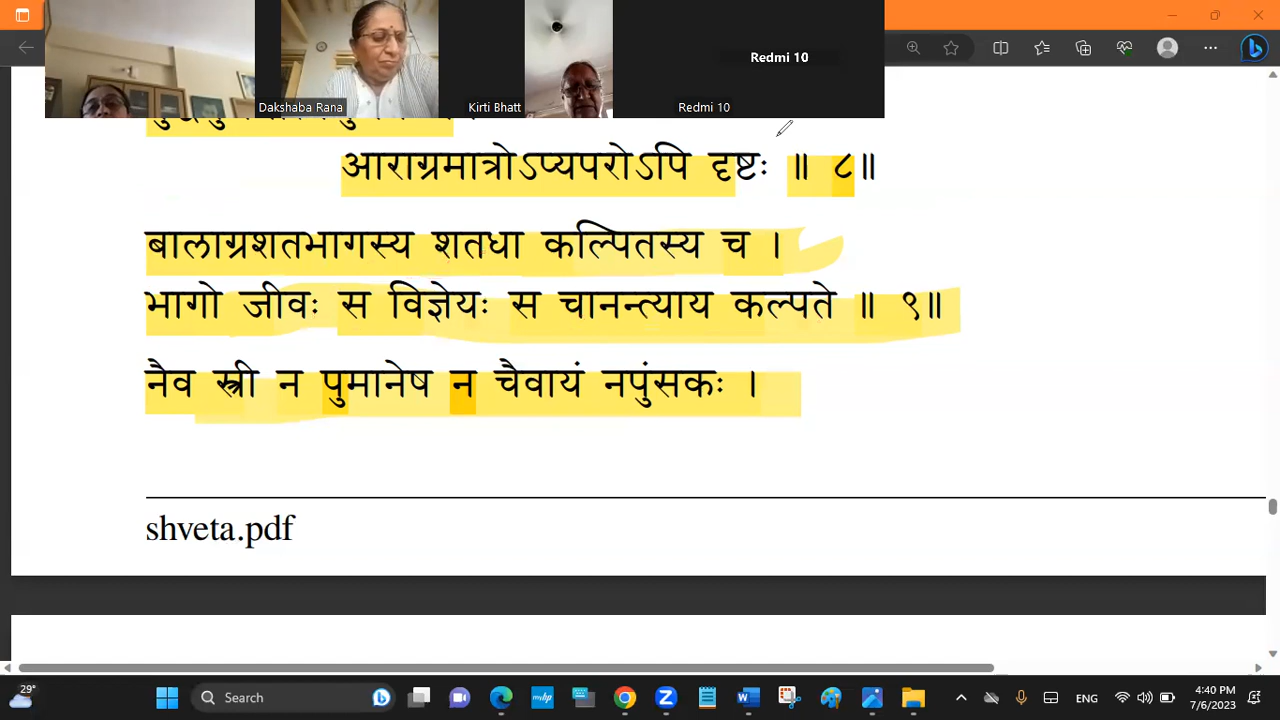 Redmi 10
Dakshaba Rana
Kirti Bhatt
Redmi 10
आराग्रमात्रोऽप्यपरोऽपि दृष्टः ॥ ८॥
बालाग्रशतभागस्य शतधा कल्पितस्य च ।
भागो जीवः स विज्ञेयः स चानन्त्याय कल्पते ॥ ९॥
नैव स्त्री न पुमानेष न चैवायं नपुंसकः ।
shveta.pdf
29°
Search
ENG
4:40 PM
7/6/2023